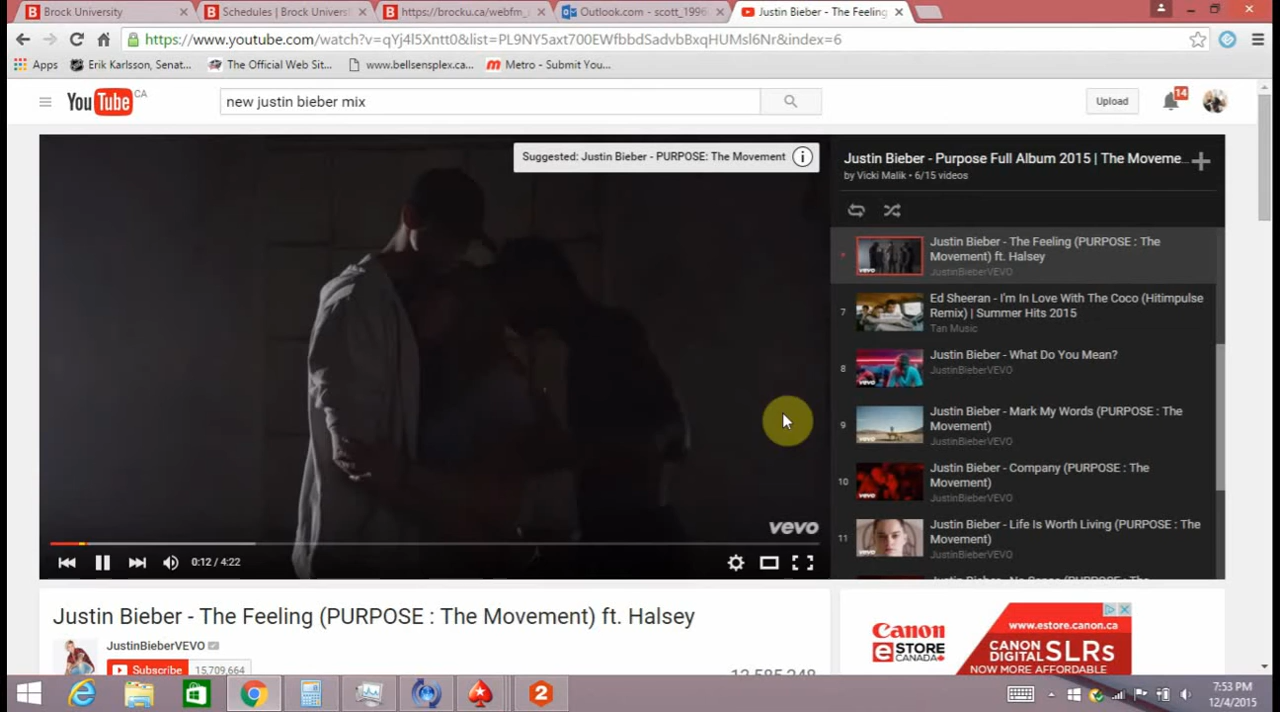 Brock University
Schedules | Brock Universi
https://brocku.ca/webfm_
Outlook.com - scott_1996
Justin Bieber - The Feeling
https://www.youtube.com/watch?v=qYj4l5Xntt0&list=PL9NY5axt700EWfbbdSadvbBxqHUMsl6Nr&index=6
Apps
Erik Karlsson, Senat...
The Official Web Sit...
www.bellsensplex.ca...
Metro - Submit You...
YouTube CA
new justin bieber mix
Upload
14
Suggested: Justin Bieber - PURPOSE: The Movement
Justin Bieber - Purpose Full Album 2015 | The Moveme...
by Vicki Malik • 6/15 videos
Justin Bieber - The Feeling (PURPOSE : The
Movement) ft. Halsey
JustinBieberVEVO
7
Ed Sheeran - I'm In Love With The Coco (Hitimpulse
Remix) | Summer Hits 2015
Tan Music
8
Justin Bieber - What Do You Mean?
JustinBieberVEVO
9
Justin Bieber - Mark My Words (PURPOSE : The
Movement)
JustinBieberVEVO
10
Justin Bieber - Company (PURPOSE : The
Movement)
JustinBieberVEVO
11
Justin Bieber - Life Is Worth Living (PURPOSE : The
Movement)
JustinBieberVEVO
vevo
0:12 / 4:22
Justin Bieber - The Feeling (PURPOSE : The Movement) ft. Halsey
JustinBieberVEVO
Subscribe
15,709,664
Canon
eSTORE
CANADA
www.estore.canon.ca
CANON
DIGITAL SLRs
NOW MORE AFFORDABLE
2
7:53 PM
12/4/2015